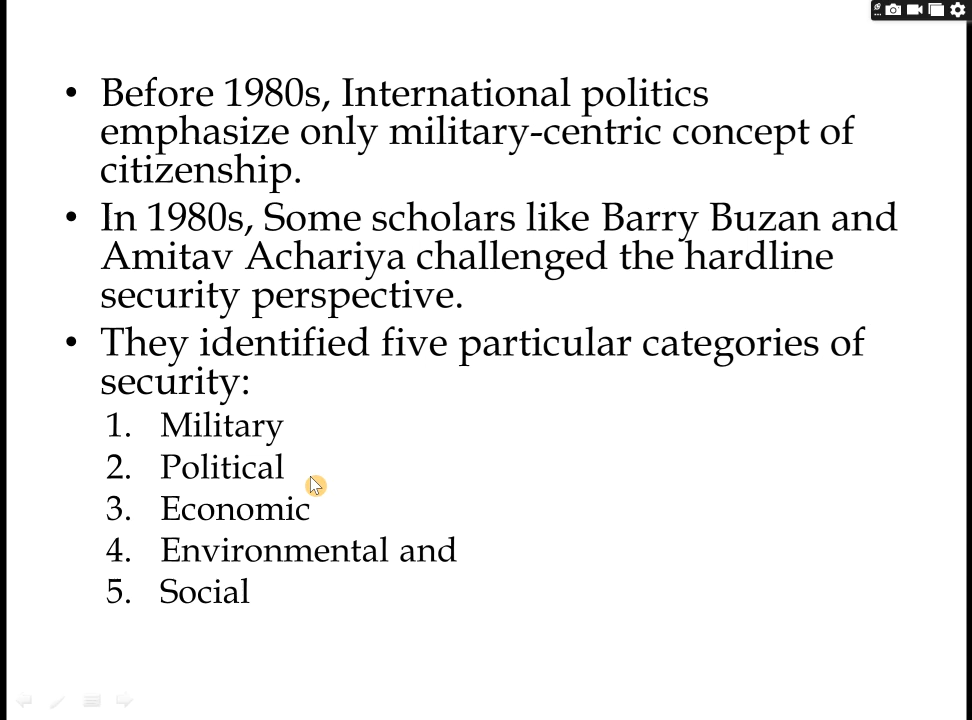 • Before 1980s, International politics
emphasize only military-centric concept of
citizenship.
• In 1980s, Some scholars like Barry Buzan and
Amitav Achariya challenged the hardline
security perspective.
• They identified five particular categories of
security:
1. Military
2. Political
3. Economic
4. Environmental and
5. Social